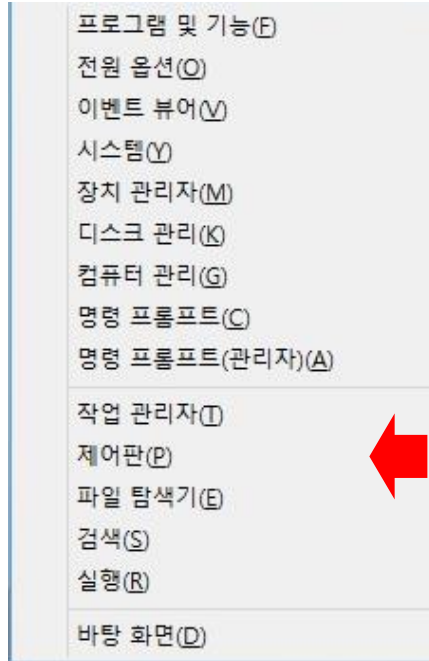 프로그램 및 기능(F)
전원 옵션(O)
이벤트 뷰어(V)
시스템(Y)
장치 관리자(M)
디스크 관리(K)
컴퓨터 관리(G)
명령 프롬프트(C)
명령 프롬프트(관리자)(A)
작업 관리자(T)
제어판(P)
파일 탐색기(E)
검색(S)
실행(R)
바탕 화면(D)